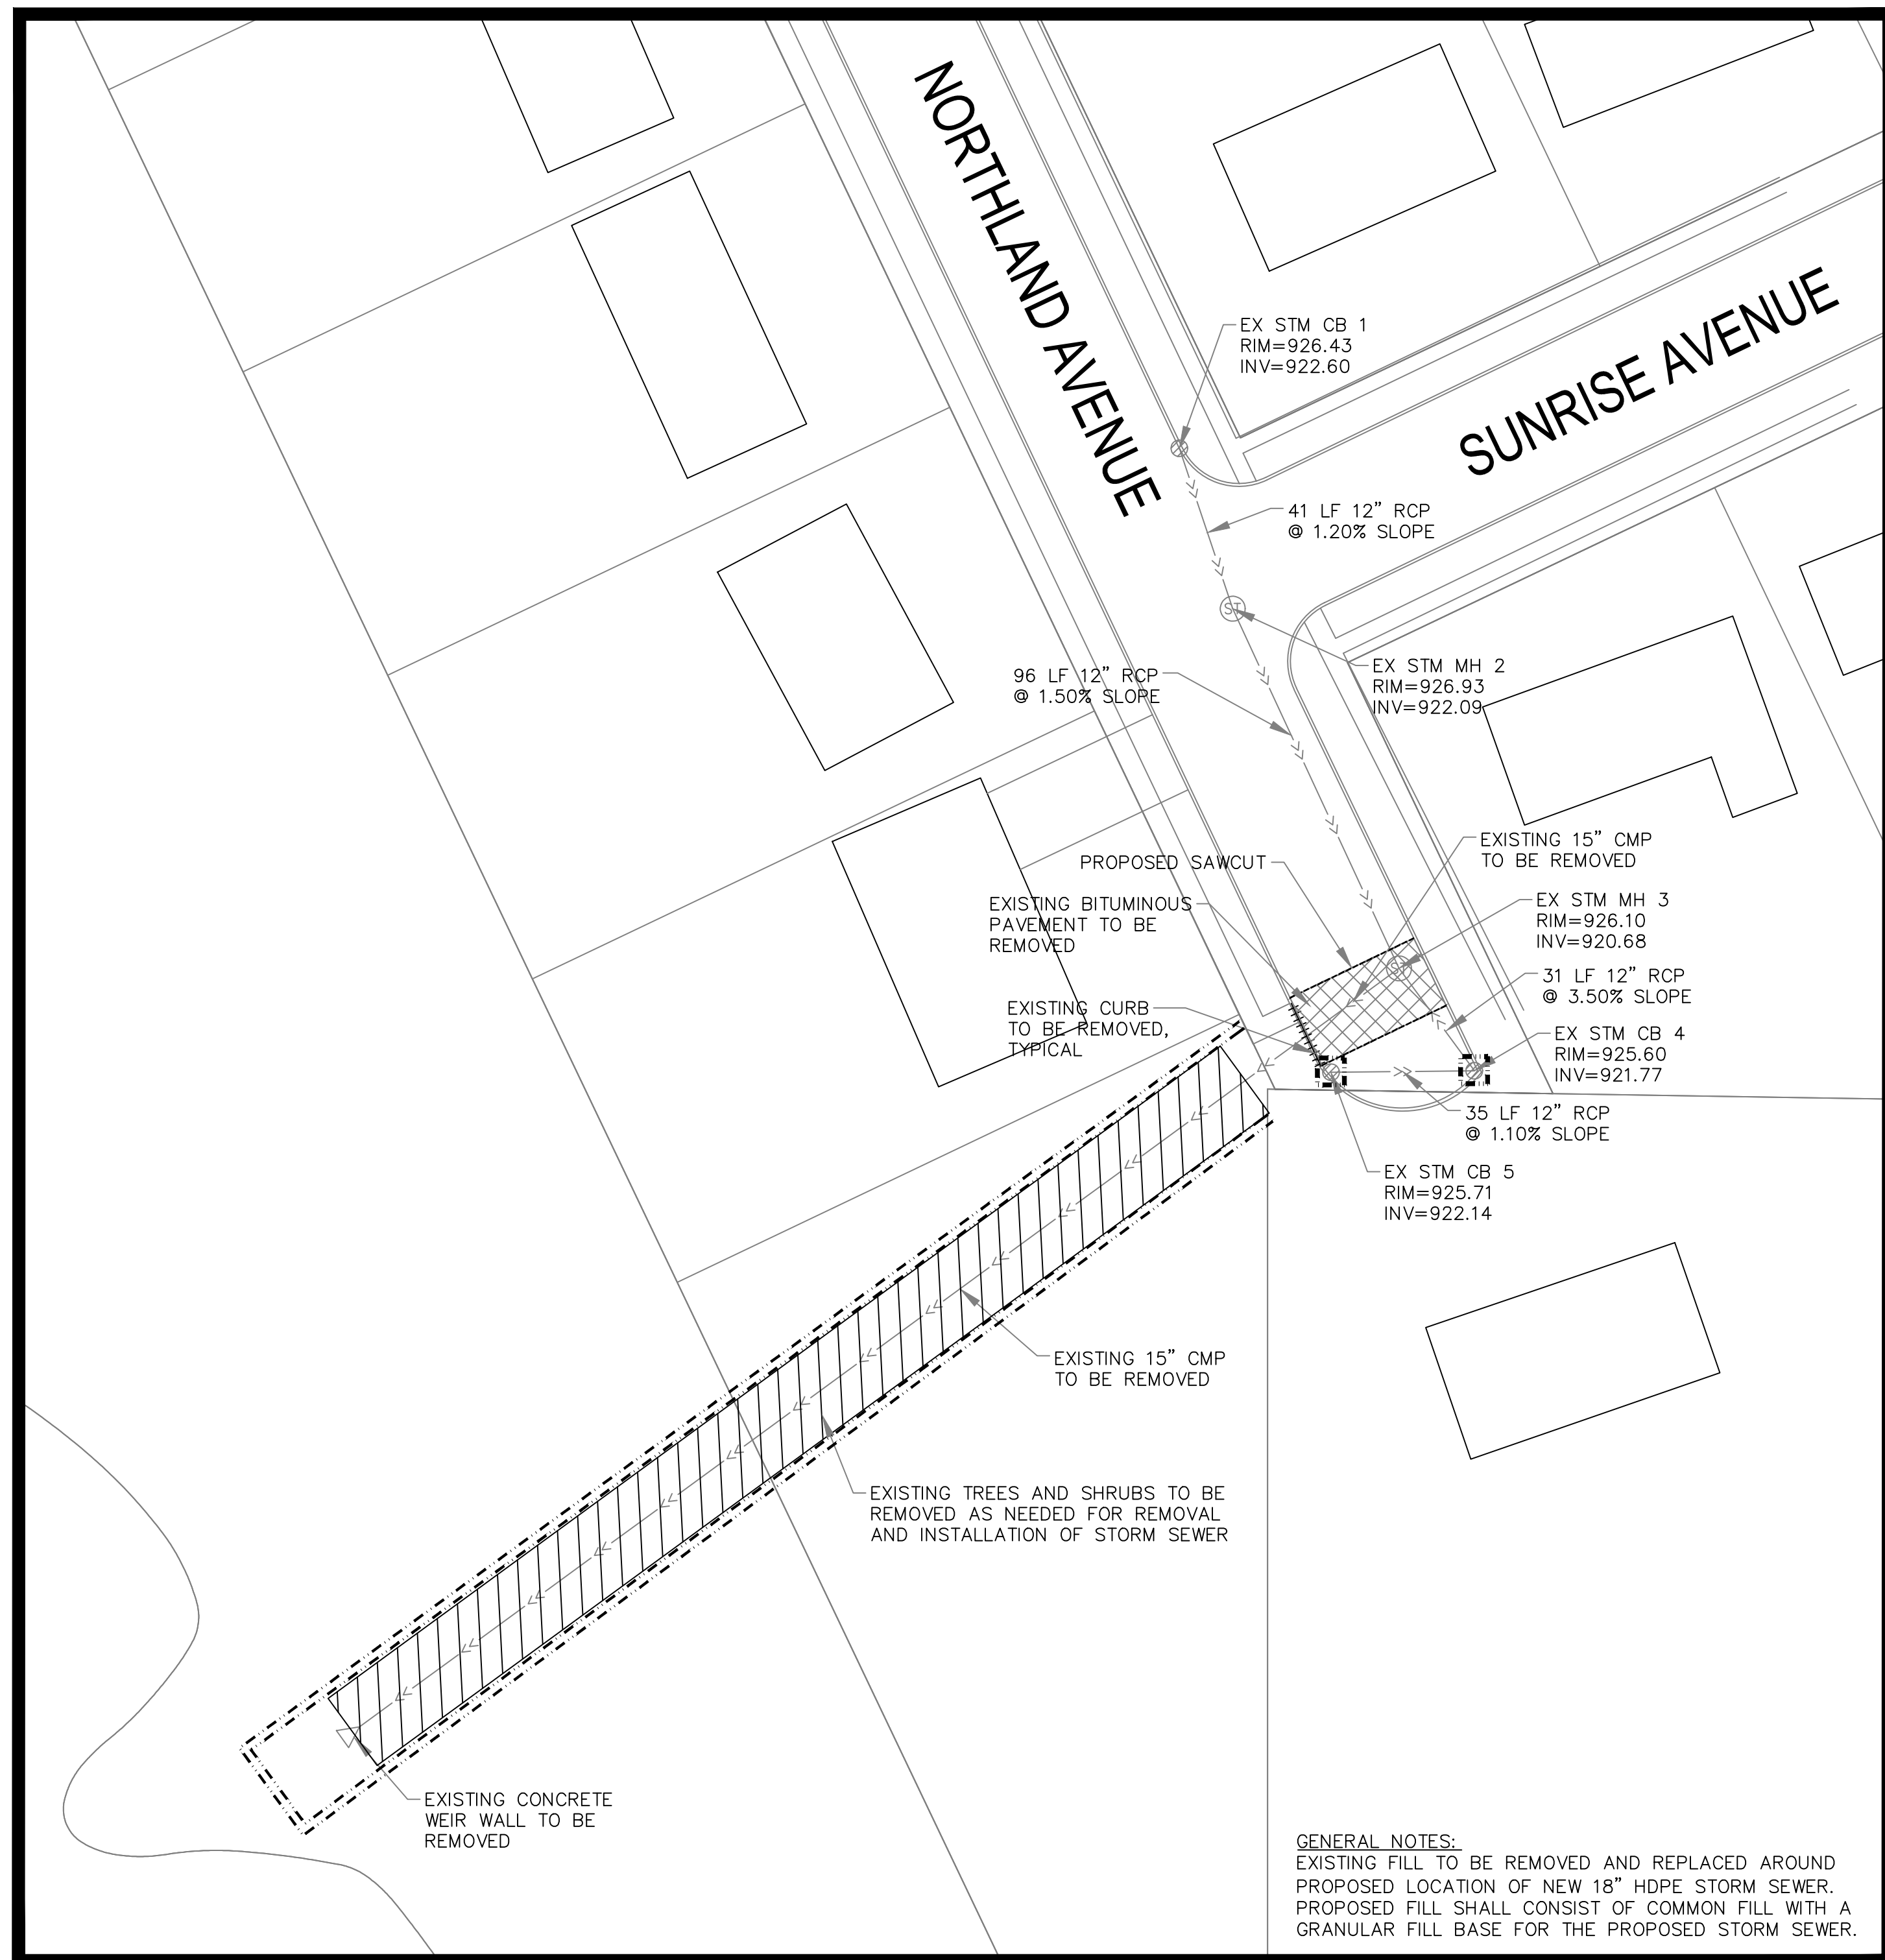 NORTHLAND AVENUE
SUNRISE AVENUE
EX STM CB 1
RIM=926.43
INV=922.60
41 LF 12” RCP
@ 1.20% SLOPE
ST
EX STM MH 2
RIM=926.93
INV=922.09
96 LF 12” RCP
@ 1.50% SLOPE
EXISTING 15” CMP
TO BE REMOVED
PROPOSED SAWCUT
EXISTING BITUMINOUS
PAVEMENT TO BE
REMOVED
EX STM MH 3
RIM=926.10
INV=920.68
ST
31 LF 12” RCP
@ 3.50% SLOPE
EXISTING CURB
TO BE REMOVED,
TYPICAL
EX STM CB 4
RIM=925.60
INV=921.77
35 LF 12” RCP
@ 1.10% SLOPE
EX STM CB 5
RIM=925.71
INV=922.14
EXISTING 15” CMP
TO BE REMOVED
EXISTING TREES AND SHRUBS TO BE
REMOVED AS NEEDED FOR REMOVAL
AND INSTALLATION OF STORM SEWER
EXISTING CONCRETE
WEIR WALL TO BE
REMOVED
GENERAL NOTES:
EXISTING FILL TO BE REMOVED AND REPLACED AROUND
PROPOSED LOCATION OF NEW 18” HDPE STORM SEWER.
PROPOSED FILL SHALL CONSIST OF COMMON FILL WITH A
GRANULAR FILL BASE FOR THE PROPOSED STORM SEWER.